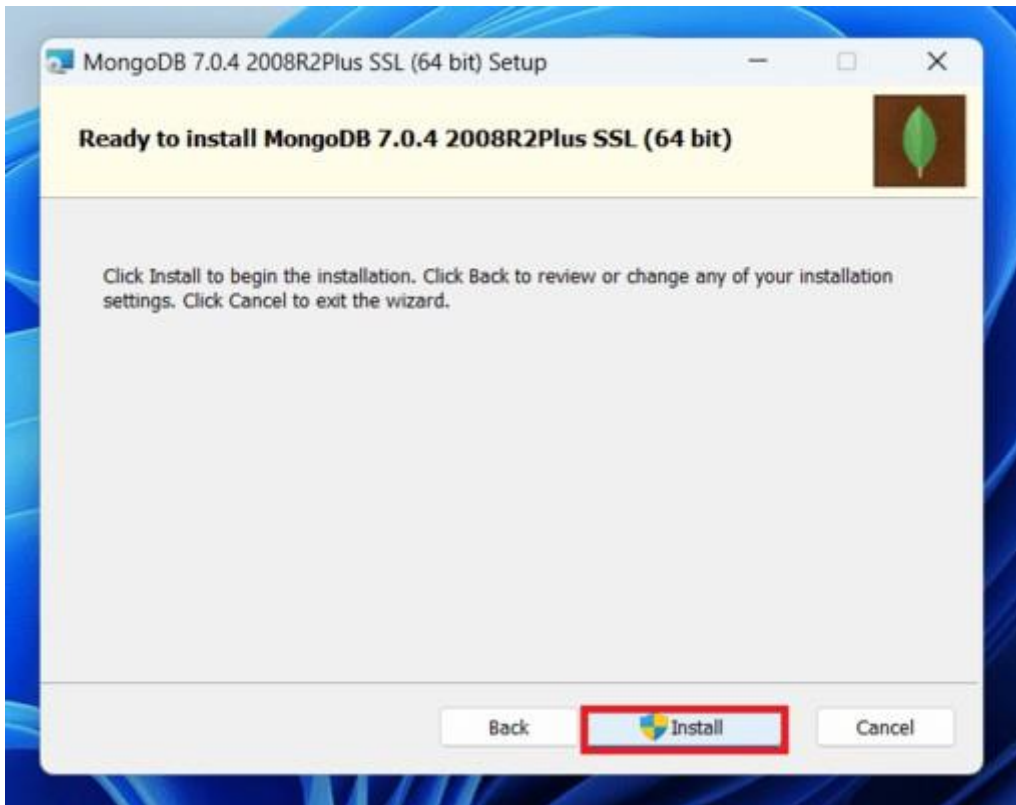 MongoDB 7.0.4 2008R2Plus SSL (64 bit) Setup
Ready to install MongoDB 7.0.4 2008R2Plus SSL (64 bit)
Click Install to begin the installation. Click Back to review or change any of your installation
settings. Click Cancel to exit the wizard.
Back Install Cancel